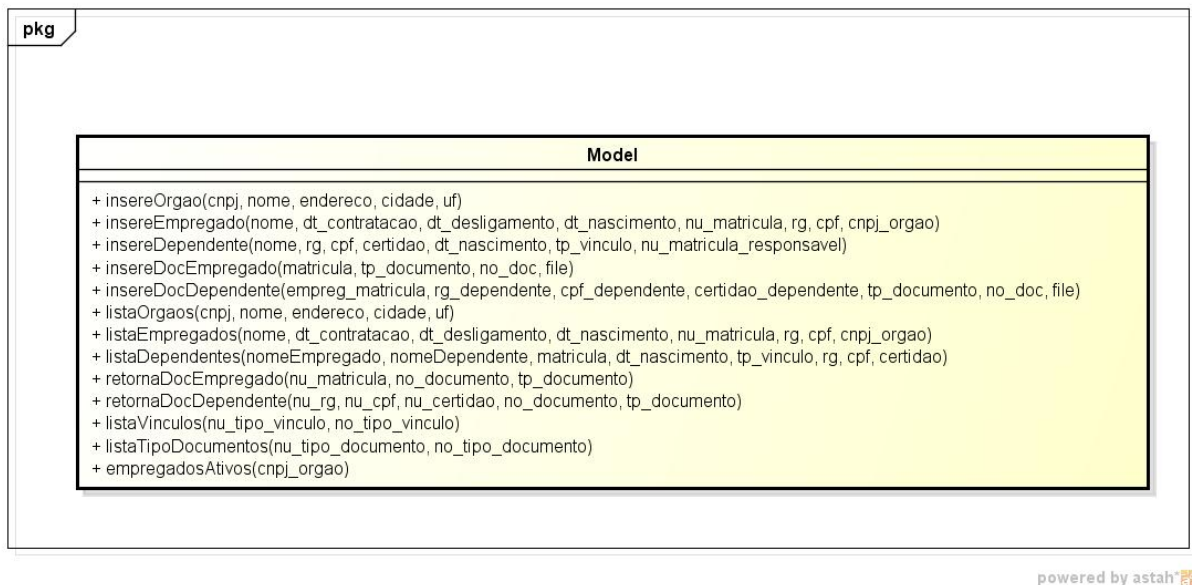 pkg
Model
+ insereOrgao(cnpj, nome, endereco, cidade, uf)
+ insereEmpregado(nome, dt_contratacao, dt_desligamento, dt_nascimento, nu_matricula, rg, cpf, cnpj_orgao)
+ insereDependente(nome, rg, cpf, certidao, dt_nascimento, tp_vinculo, nu_matricula_responsavel)
+ insereDocEmpregado(matricula, tp_documento, no_doc, file)
+ insereDocDependente(empreg_matricula, rg_dependente, cpf_dependente, certidao_dependente, tp_documento, no_doc, file)
+ listaOrgaos(cnpj, nome, endereco, cidade, uf)
+ listaEmpregados(nome, dt_contratacao, dt_desligamento, dt_nascimento, nu_matricula, rg, cpf, cnpj_orgao)
+ listaDependentes(nomeEmpregado, nomeDependente, matricula, dt_nascimento, tp_vinculo, rg, cpf, certidao)
+ retornaDocEmpregado(nu_matricula, no_documento, tp_documento)
+ retornaDocDependente(nu_rg, nu_cpf, nu_certidao, no_documento, tp_documento)
+ listaVinculos(nu_tipo_vinculo, no_tipo_vinculo)
+ listaTipoDocumentos(nu_tipo_documento, no_tipo_documento)
+ empregadosAtivos(cnpj_orgao)
powered by astah*